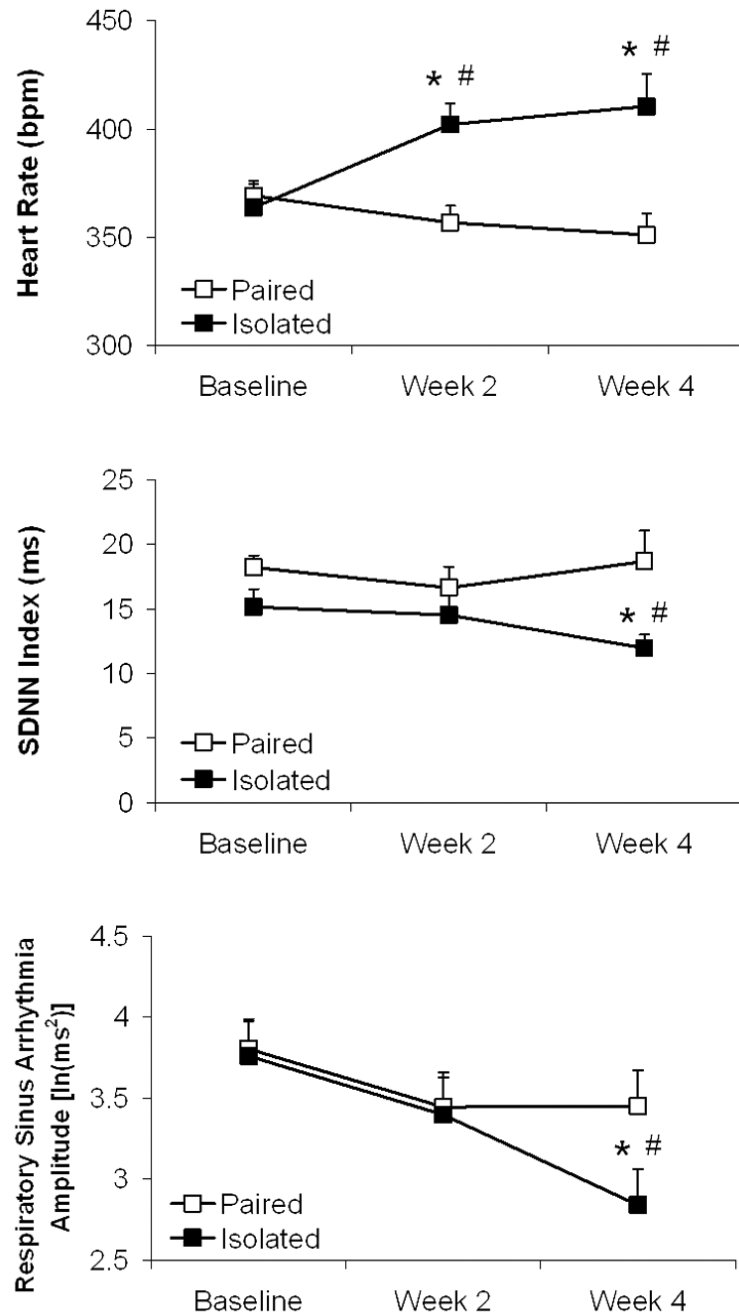 Heart Rate (bpm)
450
400
350
300
* #
* #
Paired
Isolated
Baseline Week 2 Week 4
SDNN Index (ms)
25
20
15
10
5
0
* #
Paired
Isolated
Baseline Week 2 Week 4
Respiratory Sinus Arrhythmia
Amplitude [ln(ms²)]
4.5
4
3.5
3
2.5
* #
Paired
Isolated
Baseline Week 2 Week 4